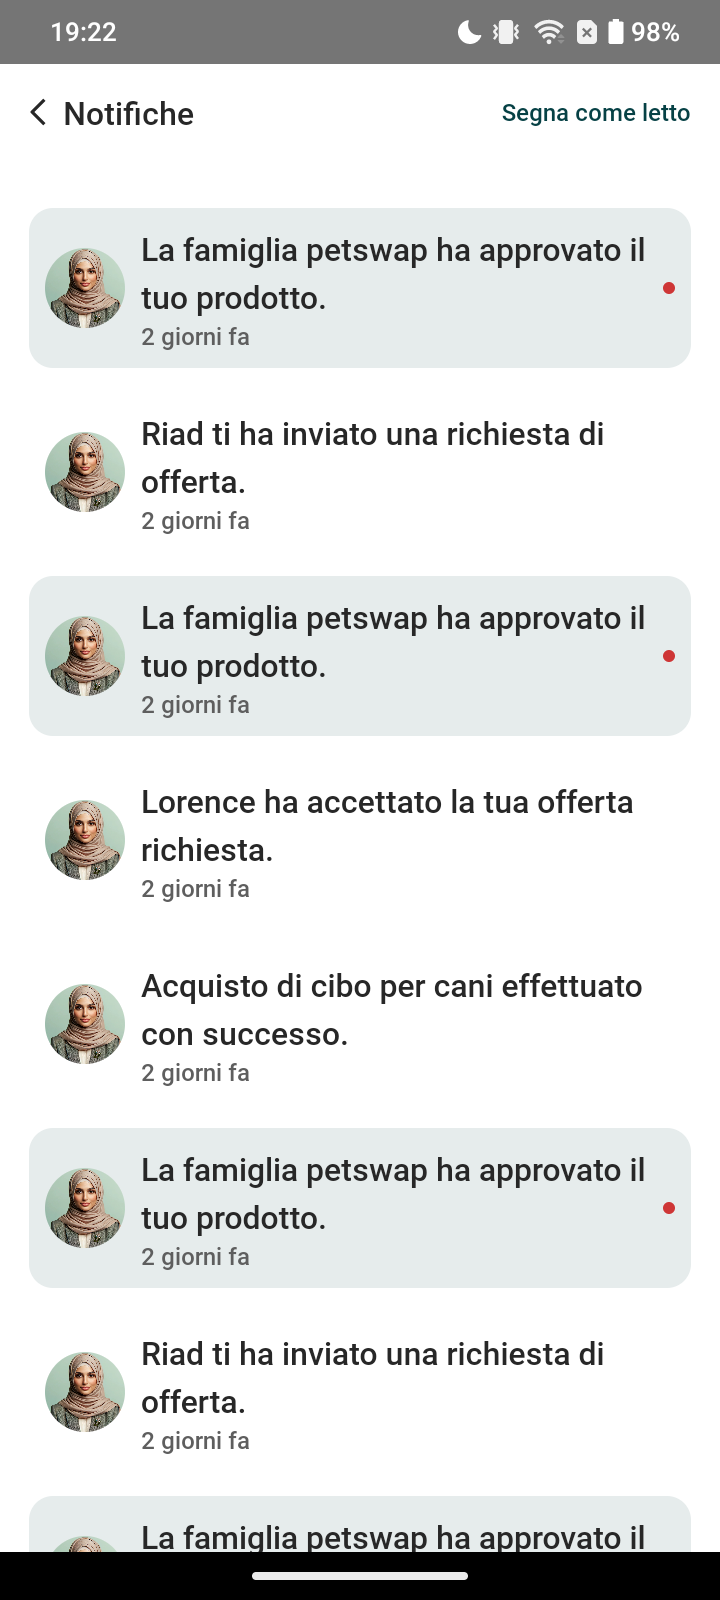 19:22
98%
Notifiche
Segna come letto
La famiglia petswap ha approvato il
tuo prodotto.
2 giorni fa
Riad ti ha inviato una richiesta di
offerta.
2 giorni fa
La famiglia petswap ha approvato il
tuo prodotto.
2 giorni fa
Lorence ha accettato la tua offerta
richiesta.
2 giorni fa
Acquisto di cibo per cani effettuato
con successo.
2 giorni fa
La famiglia petswap ha approvato il
tuo prodotto.
2 giorni fa
Riad ti ha inviato una richiesta di
offerta.
2 giorni fa
La famiglia petswap ha approvato il